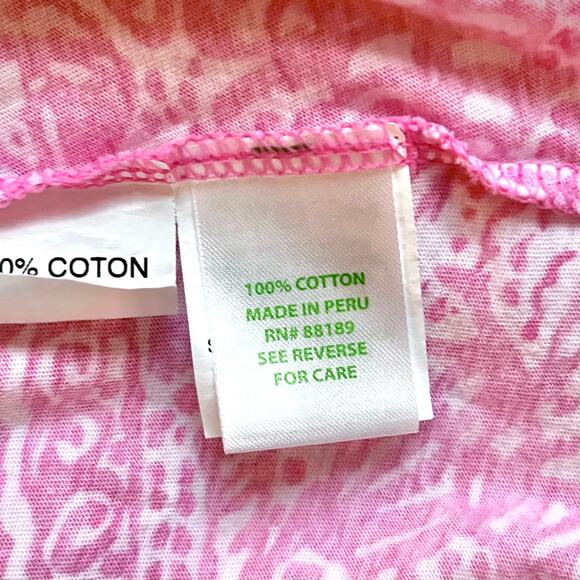 0% COTON
100% COTTON
MADE IN PERU
RN# 88189
SEE REVERSE
FOR CARE